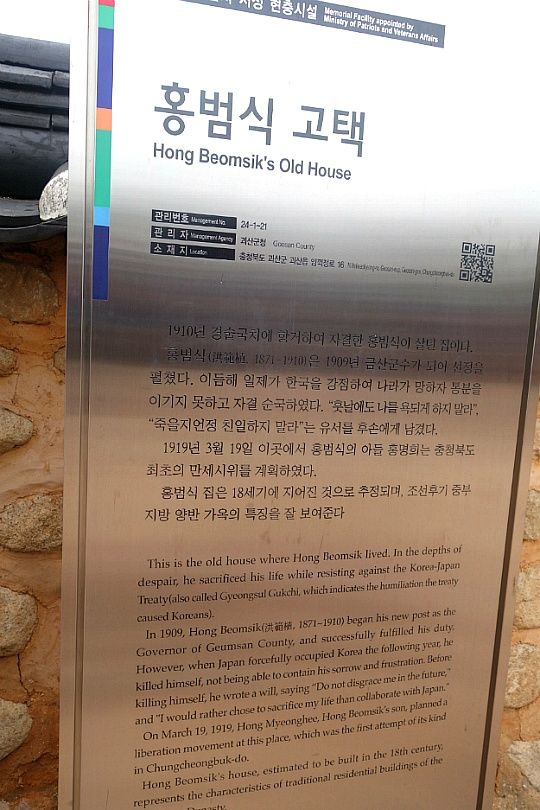 현충시설 Memorial Facility appointed by
Ministry of Patriots and Veterans Affairs
홍범식 고택
Hong Beomsik's Old House
관리번호 Management No. 24-1-21
관 리 자 Management Agency 괴산군청 Goesan County
소 재 지 Location 충청북도 괴산군 괴산읍 임꺽정로 16
1910년 경술국치에 항거하여 자결한 홍범식이 살던 집이다.
홍범식(洪範植, 1871~1910)은 1909년 금산군수가 되어 선정을
펼쳤다. 이듬해 일제가 한국을 강점하여 나라가 망하자 통분을
이기지 못하고 자결 순국하였다. “훗날에도 나를 욕되게 하지 말라”,
“죽을지언정 친일하지 말라”는 유서를 후손에게 남겼다.
1919년 3월 19일 이곳에서 홍범식의 아들 홍명희는 충청북도
최초의 만세시위를 계획하였다.
홍범식 집은 18세기에 지어진 것으로 추정되며, 조선후기 중부
지방 양반 가옥의 특징을 잘 보여준다
This is the old house where Hong Beomsik lived. In the depths of
despair, he sacrificed his life while resisting against the Korea-Japan
Treaty(also called Gyeongsul Gukchi, which indicates the humiliation the treaty
caused Koreans).
In 1909, Hong Beomsik(洪範植, 1871~1910) began his new post as the
Governor of Geumsan County, and successfully fulfilled his duty.
However, when Japan forcefully occupied Korea the following year, he
killed himself, not being able to contain his sorrow and frustration. Before
killing himself, he wrote a will, saying "Do not disgrace me in the future,"
and "I would rather chose to sacrifice my life than collaborate with Japan."
On March 19, 1919, Hong Myeonghee, Hong Beomsik's son, planned a
liberation movement at this place, which was the first attempt of its kind
in Chungcheongbuk-do.
Hong Beomsik's house, estimated to be built in the 18th century,
represents the characteristics of traditional residential buildings of the
Dynasty.